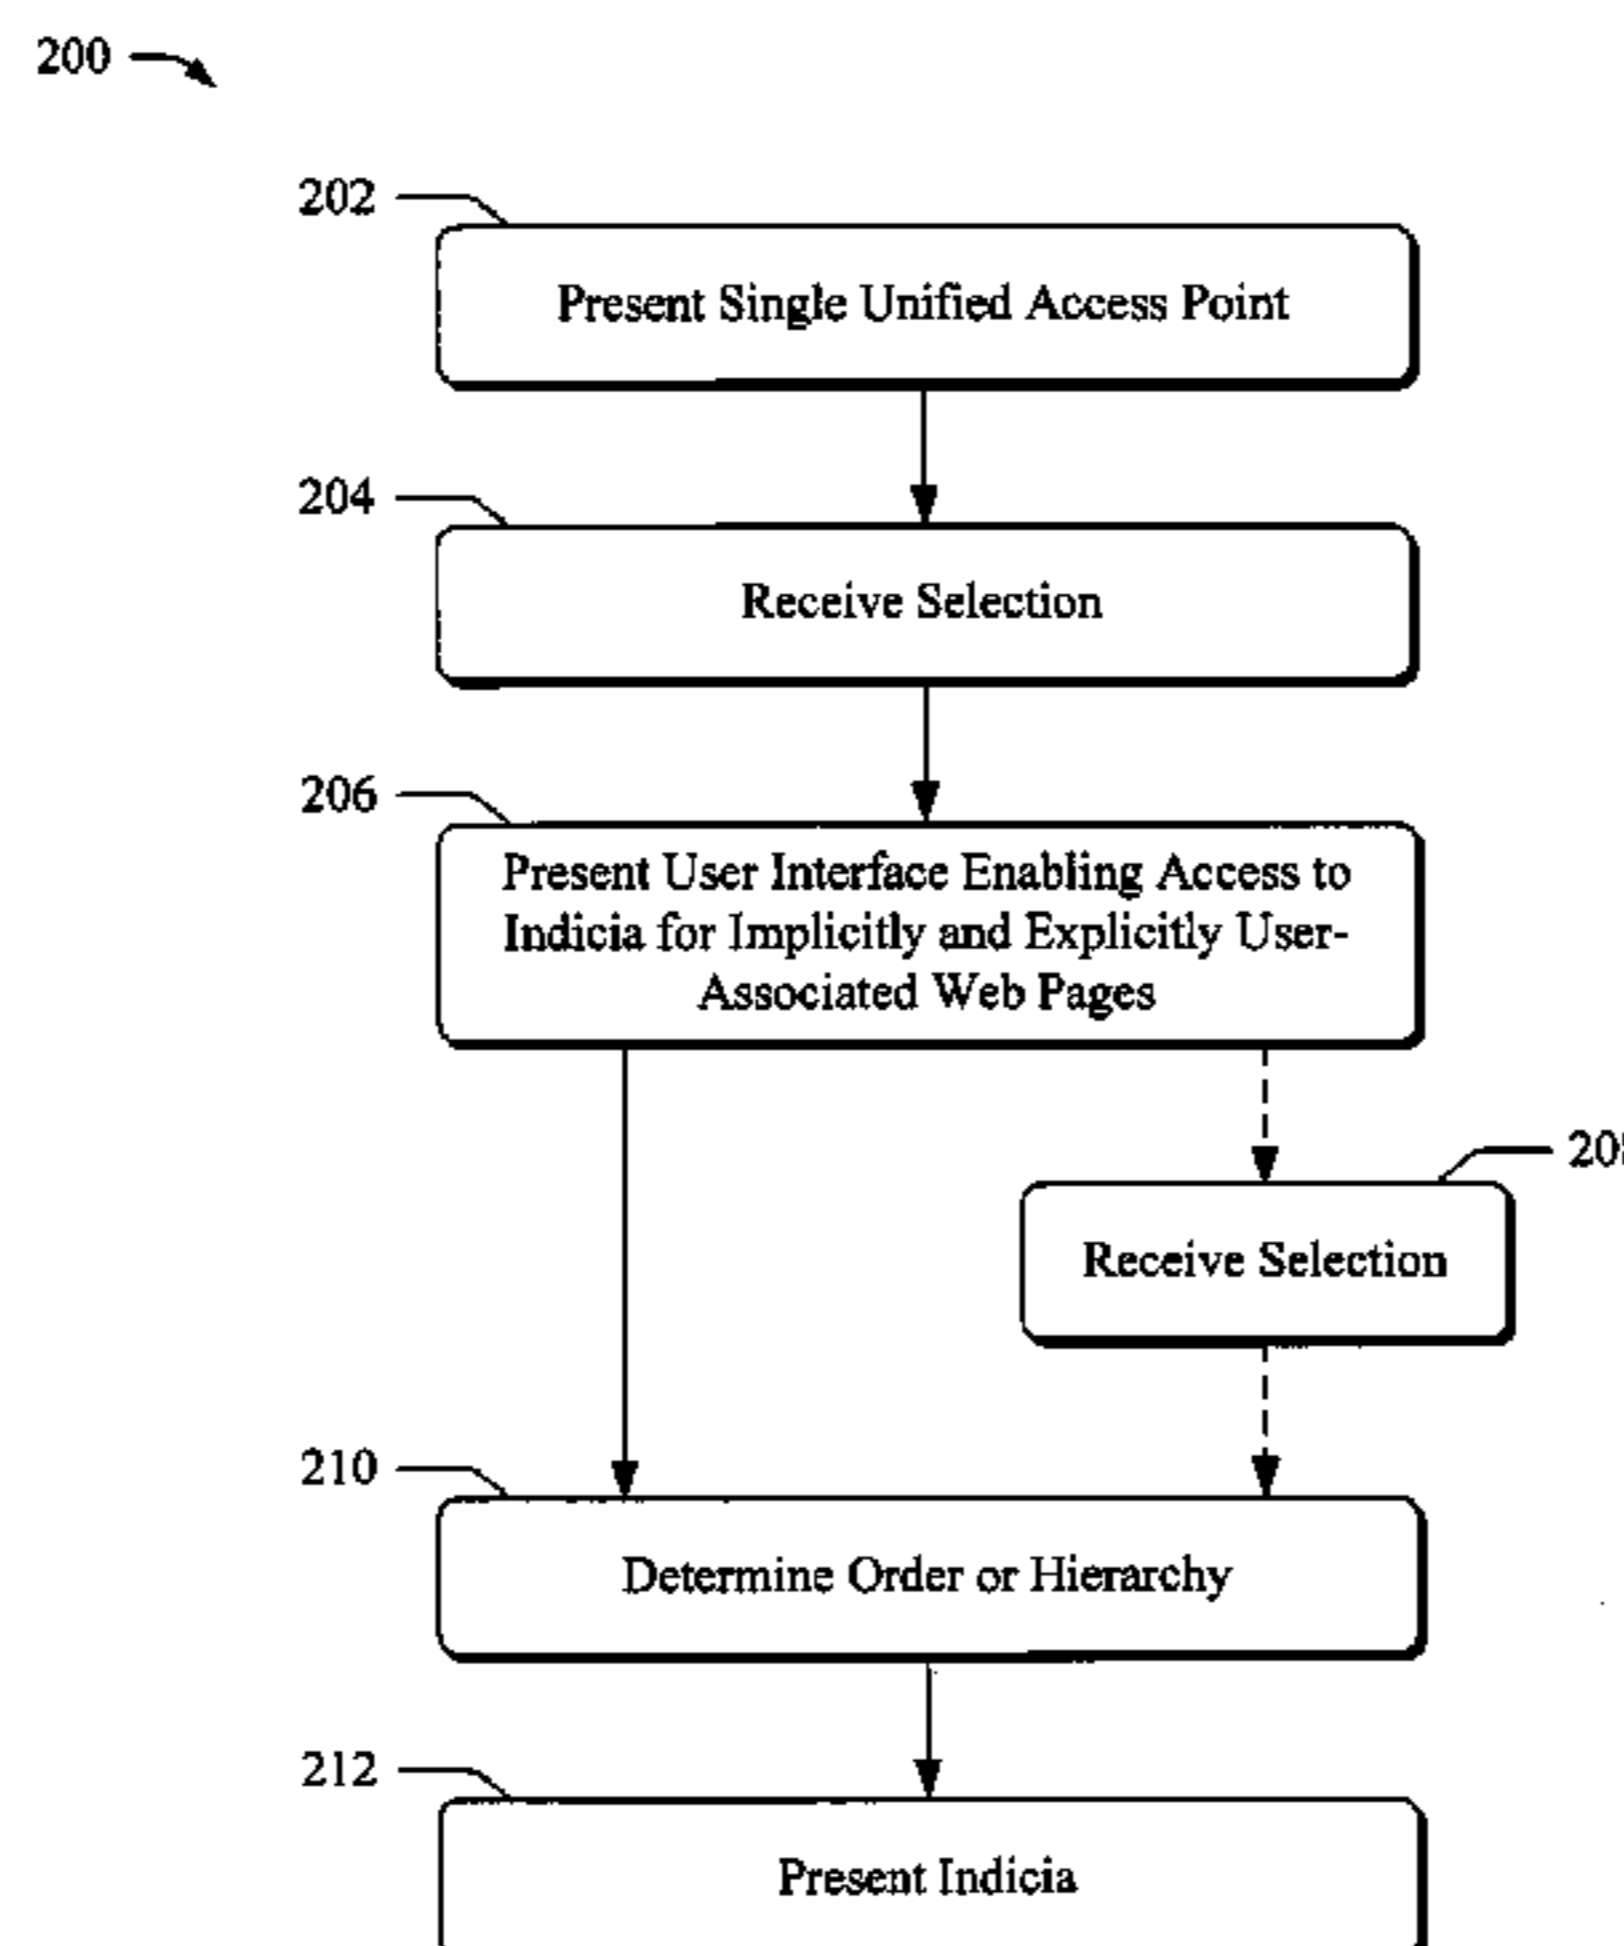 200
202
Present Single Unified Access Point
204
Receive Selection
206
Present User Interface Enabling Access to
Indicia for Implicitly and Explicitly User-
Associated Web Pages
Receive Selection
210
Determine Order or Hierarchy
212
Present Indicia